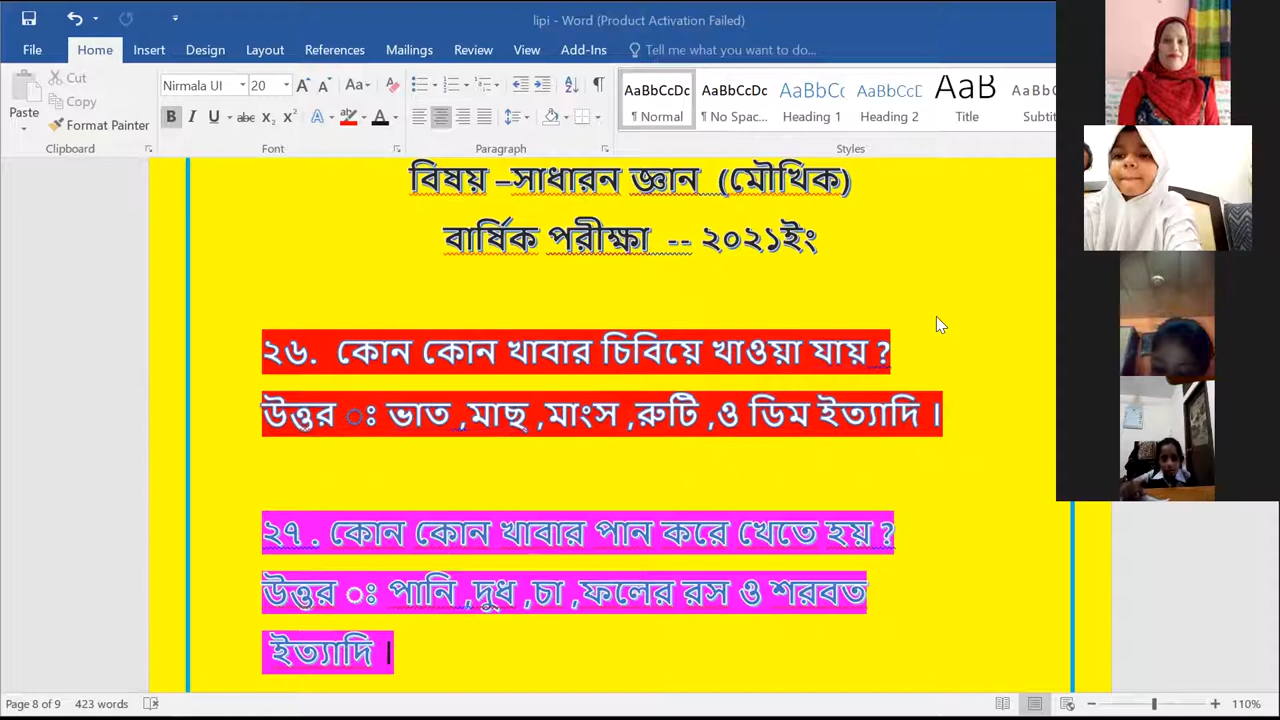 lipi - Word (Product Activation Failed)
File Home Insert Design Layout References Mailings Review View Add-Ins Tell me what you want to do...
Cut
Copy
Format Painte
Paste
Nirmala UI 20
AaBbCcDc AaBbCcDc AaBbCc AaBbCcD AaB AaBbC
¶ Normal ¶ No Spac... Heading 1 Heading 2 Title Subtit
Clipboard Font Paragraph Styles
বিষয় –সাধারন জ্ঞান (মৌখিক)
বার্ষিক পরীক্ষা -- ২০২১ইং
২৬. কোন কোন খাবার চিবিয়ে খাওয়া যায় ?
উত্তর ঃ ভাত ,মাছ ,মাংস ,রুটি ,ও ডিম ইত্যাদি ।
২৭ . কোন কোন খাবার পান করে খেতে হয় ?
উত্তর ঃ পানি ,দুধ ,চা ,ফলের রস ও শরবত
ইত্যাদি ।
Page 8 of 9 423 words 110%